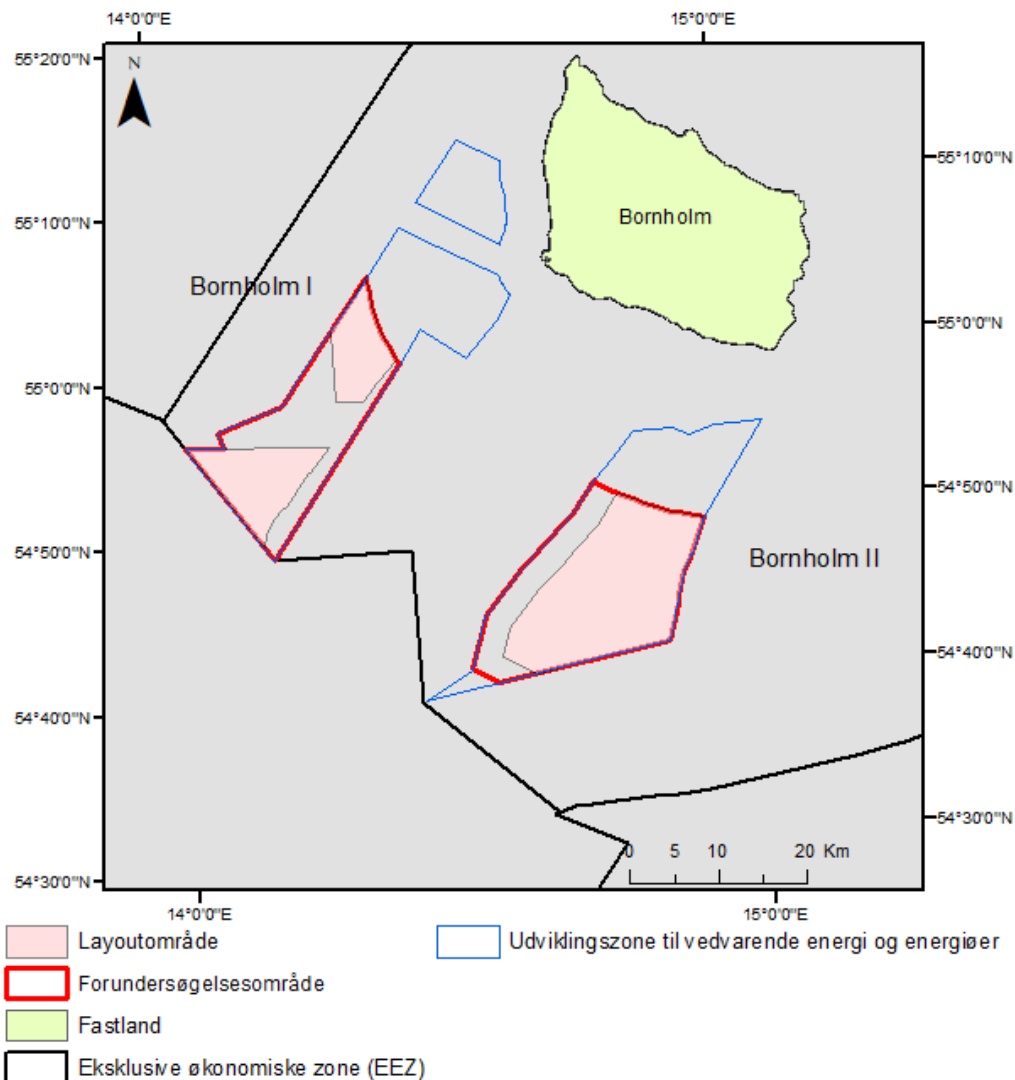 14°0'0"E 15°0'0"E
55°20'0"N
N
55°10'0"N
Bornholm
55°10'0"N
Bornholm I
55°0'0"N
55°0'0"N
54°50'0"N
54°50'0"N
Bornholm II
54°40'0"N
54°40'0"N
54°30'0"N
0 5 10 20 Km
54°30'0"N
14°0'0"E 15°0'0"E
Layoutområde
Udviklingszone til vedvarende energi og energiøer
Forundersøgelsesområde
Fastland
Eksklusive økonomiske zone (EEZ)